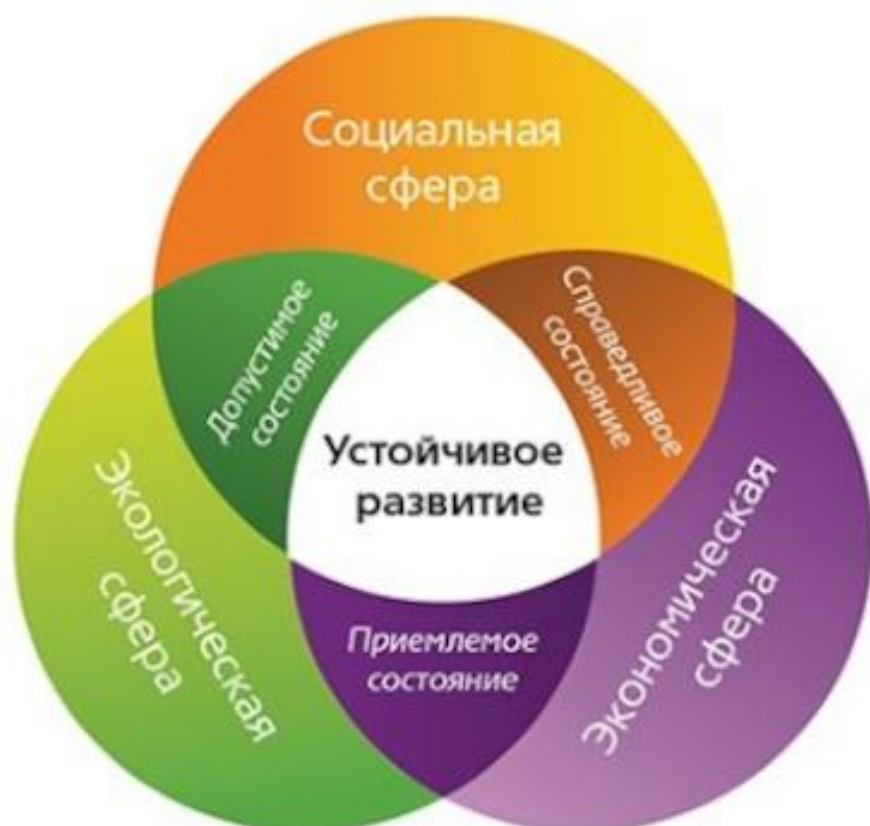 Социальная
сфера
Допустимое
состояние
Справедливое
состояние
Устойчивое
развитие
Экологическая
сфера
Приемлемое
состояние
Экономическая
сфера